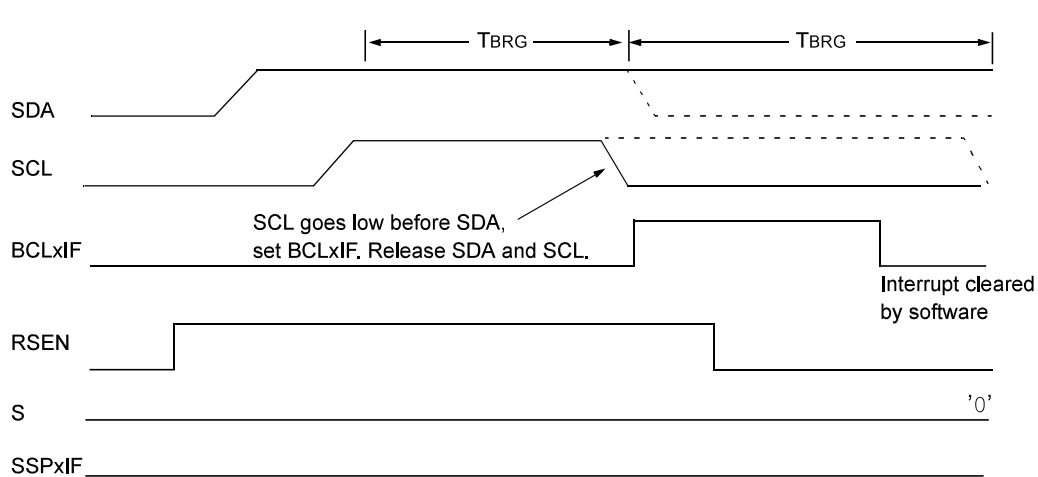 TBRG
TBRG
SDA
SCL
SCL goes low before SDA,
set BCLxIF. Release SDA and SCL.
BCLxIF
Interrupt cleared
by software
RSEN
S
'0'
SSPxIF